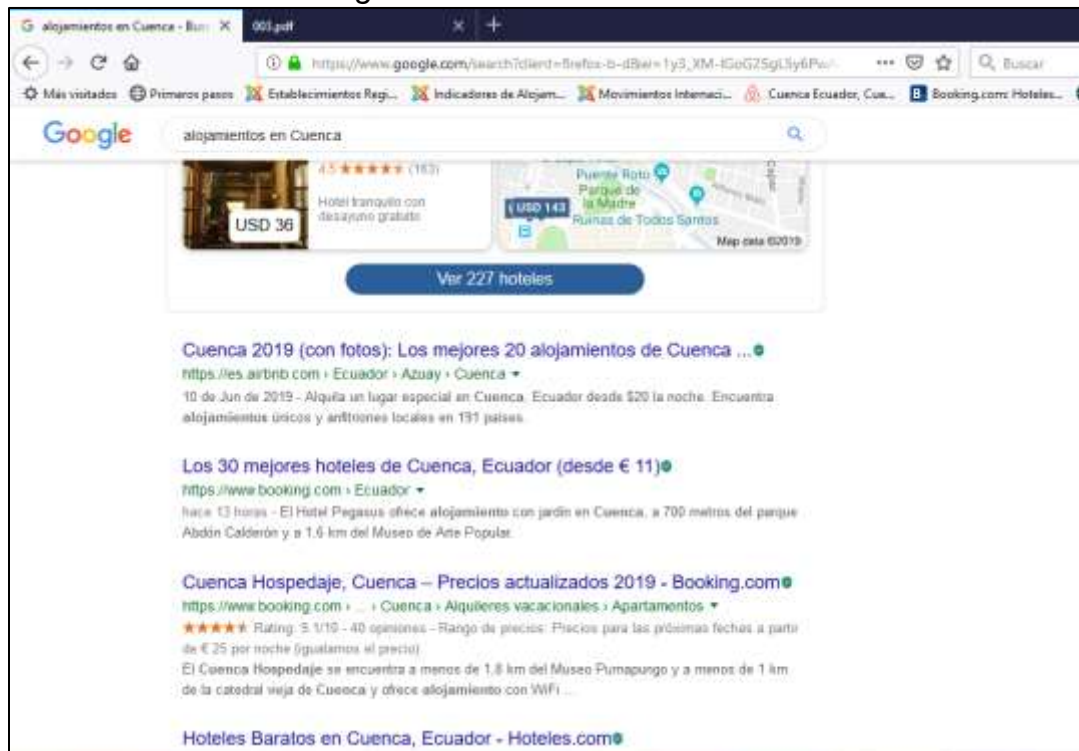 alojamientos en Cuenca - Bus
003.pdf
https://www.google.com/search?client=firefox-b-d&ei=
Buscar
Más visitados
Primeros pasos
Establecimientos Regi...
Indicadores de Alojam...
Movimientos Internaci...
Cuenca Ecuador, Cue...
Booking.com: Hoteles...
Google
alojamientos en Cuenca
4.5 (183)
Hotel tranquilo con
desayuno gratuito
USD 36
Puente Roto
Parque de
la Madre
USD 143
Ruinas de Todos Santos
Map data ©2019
Ver 227 hoteles
Cuenca 2019 (con fotos): Los mejores 20 alojamientos de Cuenca ...
https://es.airbnb.com › Ecuador › Azuay › Cuenca
10 de Jun de 2019 - Alquila un lugar especial en Cuenca, Ecuador desde $20 la noche. Encuentra
alojamientos únicos y anfitriones locales en 191 países.
Los 30 mejores hoteles de Cuenca, Ecuador (desde € 11)
https://www.booking.com › Ecuador
hace 13 horas - El Hotel Pegasus ofrece alojamiento con jardín en Cuenca, a 700 metros del parque
Abdón Calderón y a 1.6 km del Museo de Arte Popular.
Cuenca Hospedaje, Cuenca – Precios actualizados 2019 - Booking.com
https://www.booking.com › ... › Cuenca › Alquileres vacacionales › Apartamentos
Rating: 9.1/10 - 40 opiniones - Rango de precios: Precios para las próximas fechas a partir
de € 25 por noche (igualamos el precio)
El Cuenca Hospedaje se encuentra a menos de 1,8 km del Museo Pumapungo y a menos de 1 km
de la catedral vieja de Cuenca y ofrece alojamiento con WiFi ...
Hoteles Baratos en Cuenca, Ecuador - Hoteles.com